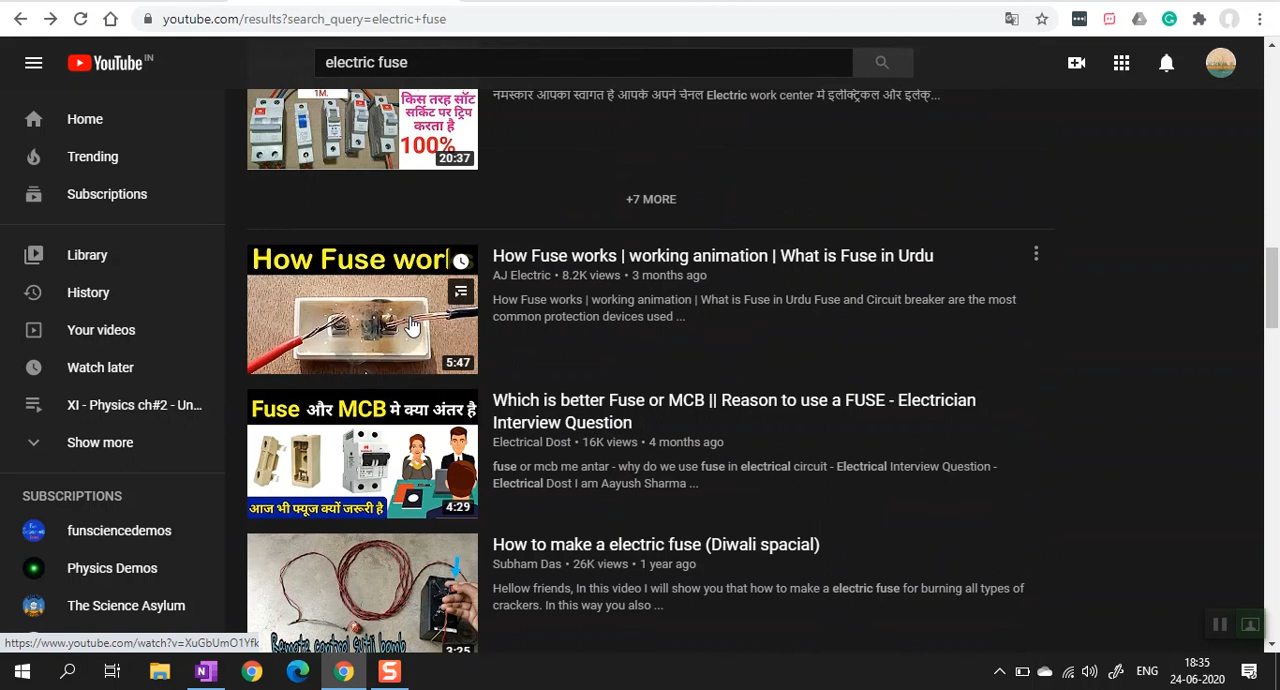 youtube.com/results?search_query=electric+fuse
YouTube IN
electric fuse
Home
Trending
Subscriptions
Library
History
Your videos
Watch later
XI - Physics ch#2 - Un...
Show more
SUBSCRIPTIONS
funsciencedemos
Physics Demos
The Science Asylum
1M.
किस तरह सॉट
सर्किट पर ट्रिप
करता है
100%
20:37
नमस्कार आपका स्वागत है आपके अपने चैनल Electric work center में इलेक्ट्रिकल और इलेक्...
+7 MORE
How Fuse
5:47
How Fuse works | working animation | What is Fuse in Urdu
AJ Electric • 8.2K views • 3 months ago
How Fuse works | working animation | What is Fuse in Urdu Fuse and Circuit breaker are the most
common protection devices used ...
Fuse और MCB मे क्या अंतर है
आज भी फ्यूज क्यों जरूरी है
4:29
Which is better Fuse or MCB || Reason to use a FUSE - Electrician
Interview Question
Electrical Dost • 16K views • 4 months ago
fuse or mcb me antar - why do we use fuse in electrical circuit - Electrical Interview Question -
Electrical Dost I am Aayush Sharma ...
Remote control sutli bomb
3:25
How to make a electric fuse (Diwali spacial)
Subham Das • 26K views • 1 year ago
Hellow friends, In this video I will show you that how to make a electric fuse for burning all types of
crackers. In this way you also ...
https://www.youtube.com/watch?v=XuGbUmO1Yfk
ENG
18:35
24-06-2020